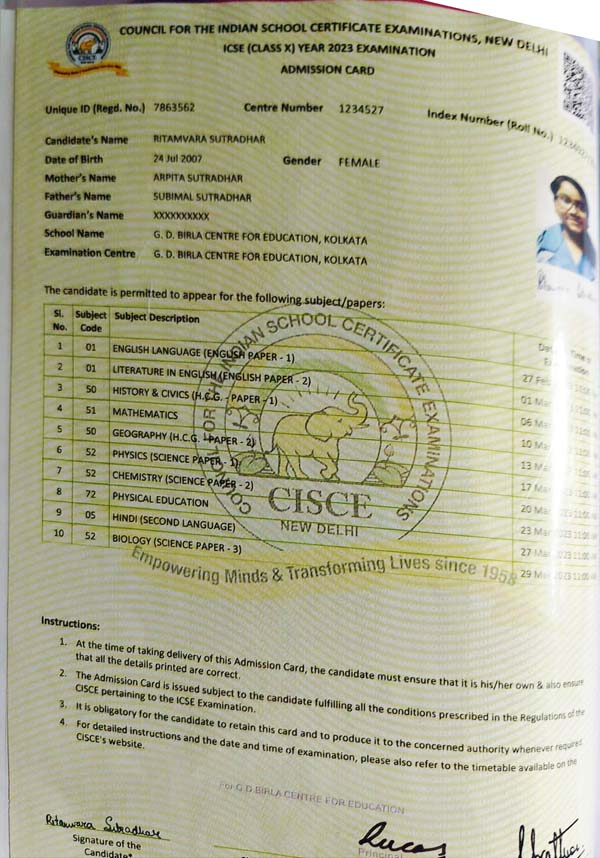 COUNCIL FOR THE INDIAN SCHOOL CERTIFICATE EXAMINATIONS, NEW DELHI
ICSE (CLASS X) YEAR 2023 EXAMINATION
ADMISSION CARD
CISCE
Unique ID (Regd. No.) 7863562 Centre Number 1234527 Index Number (Roll No.)
Candidate's Name RITAMVARA SUTRADHAR
Date of Birth 24 Jul 2007 Gender FEMALE
Mother's Name ARPITA SUTRADHAR
Father's Name SUBIMAL SUTRADHAR
Guardian's Name XXXXXXXXXX
School Name G. D. BIRLA CENTRE FOR EDUCATION, KOLKATA
Examination Centre G. D. BIRLA CENTRE FOR EDUCATION, KOLKATA
The candidate is permitted to appear for the following subject/papers:
Sl. No. Subject Code Subject Description
1 01 ENGLISH LANGUAGE (ENGLISH PAPER - 1) 27
2 01 LITERATURE IN ENGLISH (ENGLISH PAPER - 2) 01
3 50 HISTORY & CIVICS (H.C.G. - PAPER - 1) 06
4 51 MATHEMATICS 10
5 50 GEOGRAPHY (H.C.G. - PAPER - 2) 13
6 52 PHYSICS (SCIENCE PAPER - 1) 17
7 52 CHEMISTRY (SCIENCE PAPER - 2) 20
8 72 PHYSICAL EDUCATION 23
9 05 HINDI (SECOND LANGUAGE) 27
10 52 BIOLOGY (SCIENCE PAPER - 3) 29
COUNCIL FOR THE INDIAN SCHOOL CERTIFICATE EXAMINATIONS
CISCE
NEW DELHI
Empowering Minds & Transforming Lives since 1958
Instructions:
1. At the time of taking delivery of this Admission Card, the candidate must ensure that it is his/her own & also ensure
that all the details printed are correct.
2. The Admission Card is issued subject to the candidate fulfilling all the conditions prescribed in the Regulations of the
CISCE pertaining to the ICSE Examination.
3. It is obligatory for the candidate to retain this card and to produce it to the concerned authority whenever required.
4. For detailed instructions and the date and time of examination, please also refer to the timetable available on the
CISCE's website.
For G D BIRLA CENTRE FOR EDUCATION
Ritamvara Sutradhar
Lucas
Signature of the
Candidate*
Principal